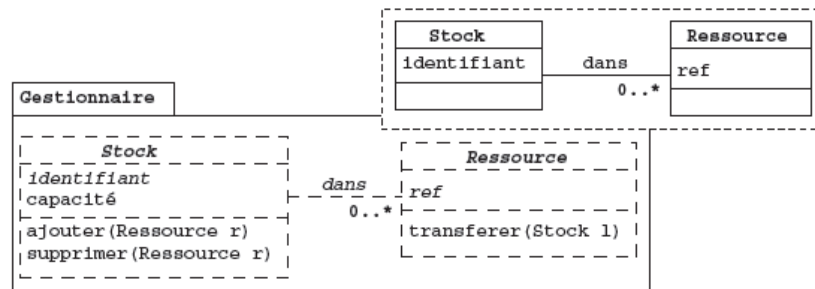 Stock
identifiant
dans
0..*
Ressource
ref
Gestionnaire
Stock
identifiant
capacité
ajouter(Ressource r)
supprimer(Ressource r)
dans
0..*
Ressource
ref
transferer(Stock l)